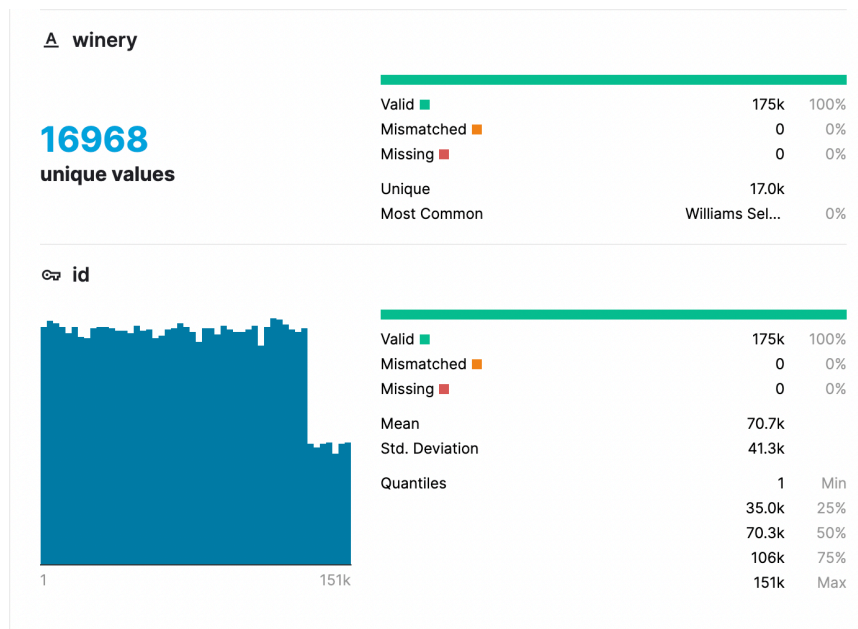 winery
16968
unique values
Valid 175k 100%
Mismatched 0 0%
Missing 0 0%
Unique 17.0k
Most Common Williams Sel... 0%
id
1 151k
Valid 175k 100%
Mismatched 0 0%
Missing 0 0%
Mean 70.7k
Std. Deviation 41.3k
Quantiles 1 Min
35.0k 25%
70.3k 50%
106k 75%
151k Max